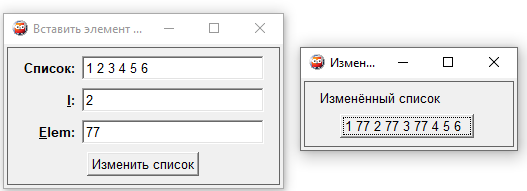 Вставить элемент ...
Список: 1 2 3 4 5 6
I: 2
Elem: 77
Изменить список
Измен...
Изменённый список
1 77 2 77 3 77 4 5 6